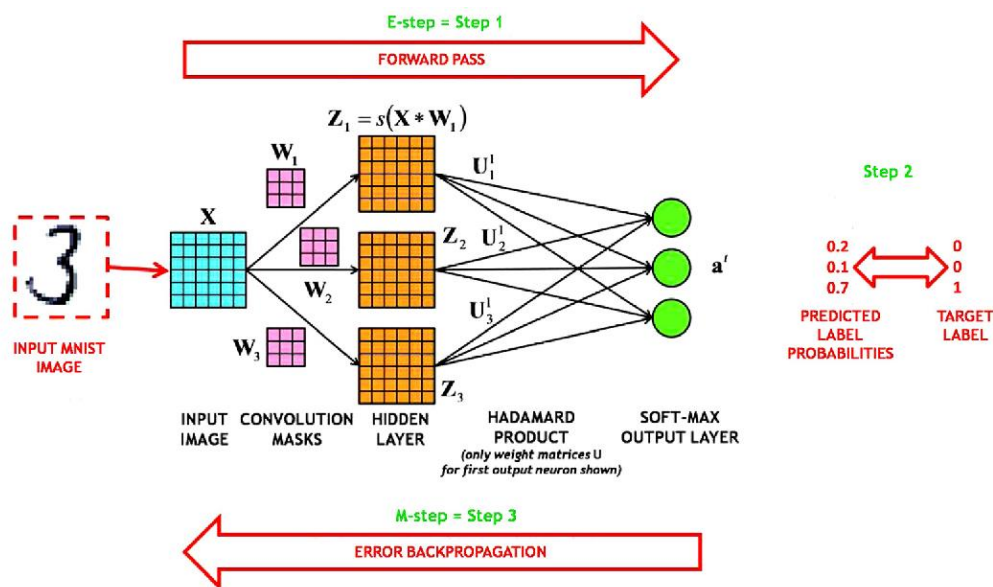 E-step = Step 1
FORWARD PASS
Z₁ = s(X * W₁)
W₁
U₁¹
Step 2
X
3
Z₂
U₂¹
W₂
aᵗ
0.2
0.1
0.7
0
0
1
U₃¹
W₃
Z₃
INPUT MNIST
IMAGE
PREDICTED
LABEL
PROBABILITIES
TARGET
LABEL
INPUT
IMAGE
CONVOLUTION
MASKS
HIDDEN
LAYER
HADAMARD
PRODUCT
(only weight matrices U
for first output neuron shown)
SOFT-MAX
OUTPUT LAYER
M-step = Step 3
ERROR BACKPROPAGATION